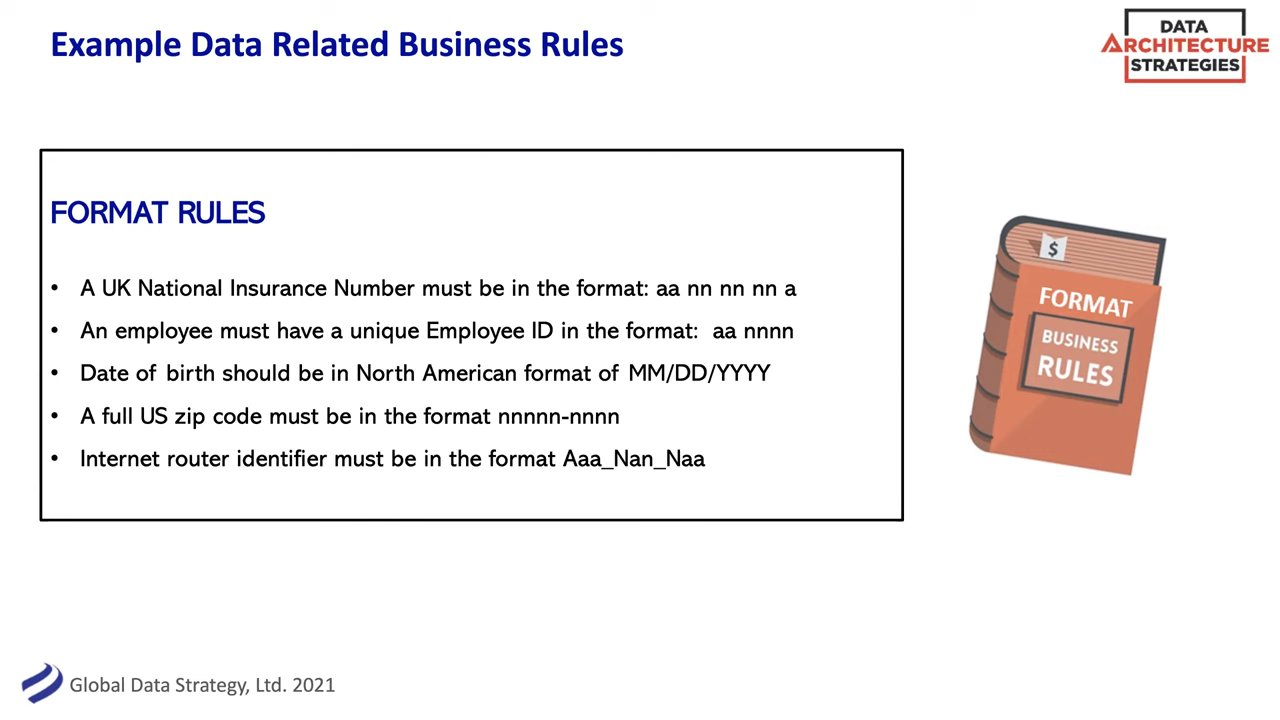 Example Data Related Business Rules
DATA
ARCHITECTURE
STRATEGIES
FORMAT RULES
• A UK National Insurance Number must be in the format: aa nn nn nn a
• An employee must have a unique Employee ID in the format: aa nnnn
• Date of birth should be in North American format of MM/DD/YYYY
• A full US zip code must be in the format nnnnn-nnnn
• Internet router identifier must be in the format Aaa_Nan_Naa
$
FORMAT
BUSINESS
RULES
Global Data Strategy, Ltd. 2021